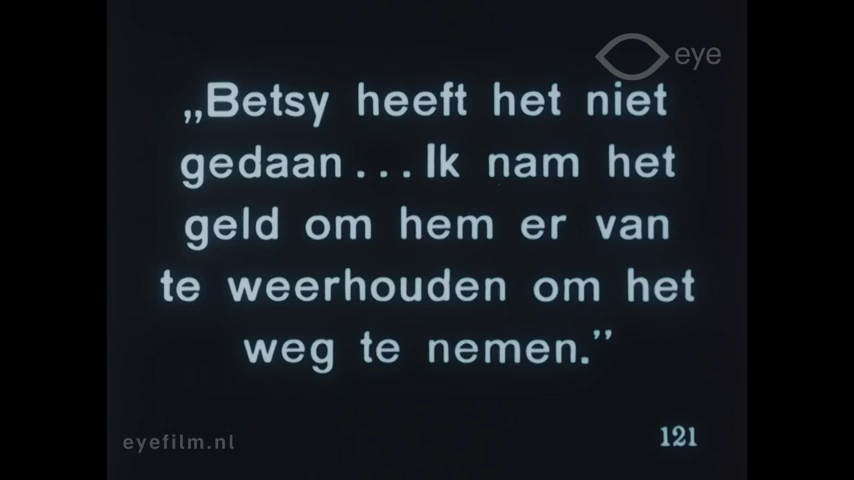 eye
„Betsy heeft het niet
gedaan...Ik nam het
geld om hem er van
te weerhouden om het
weg te nemen.”
eyefilm.nl
121